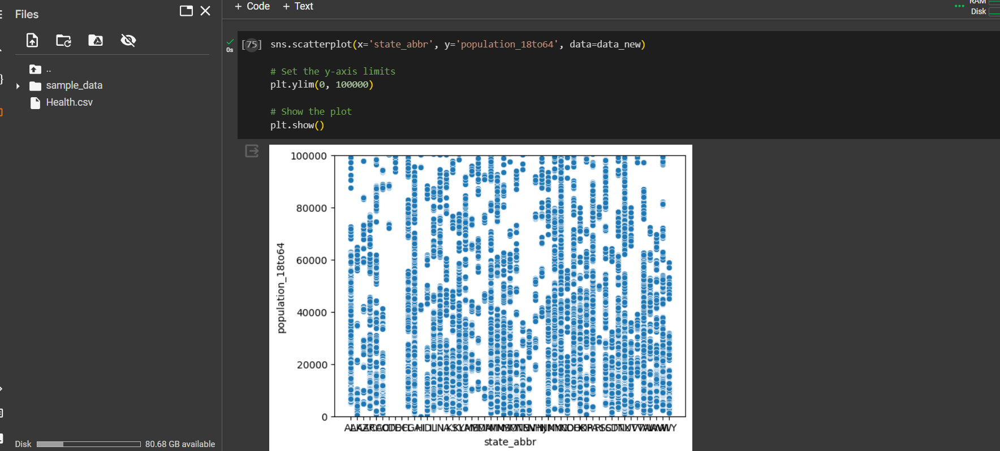 Files
+ Code + Text
RAM
Disk
..
sample_data
Health.csv
0s
[75]
sns.scatterplot(x='state_abbr', y='population_18to64', data=data_new)
# Set the y-axis limits
plt.ylim(0, 100000)
# Show the plot
plt.show()
100000
80000
60000
40000
20000
0
population_18to64
state_abbr
Disk
80.68 GB available